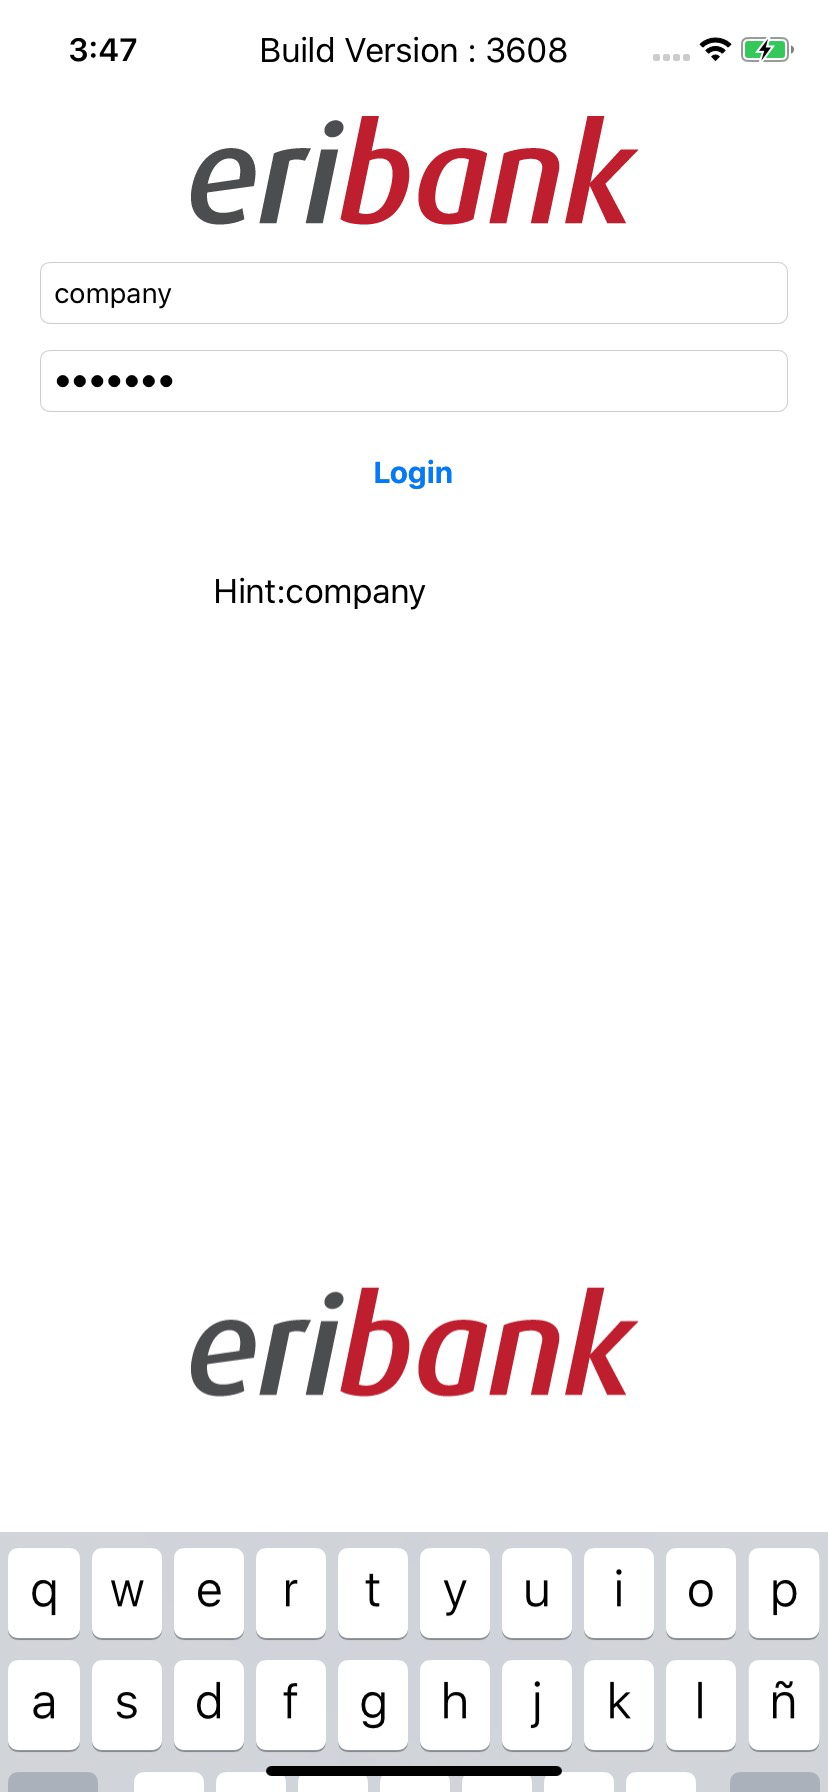 3:47 Build Version : 3608
eribank
company
•••••••
Login
Hint:company
eribank
q w e r t y u i o p
a s d f g h j k l ñ